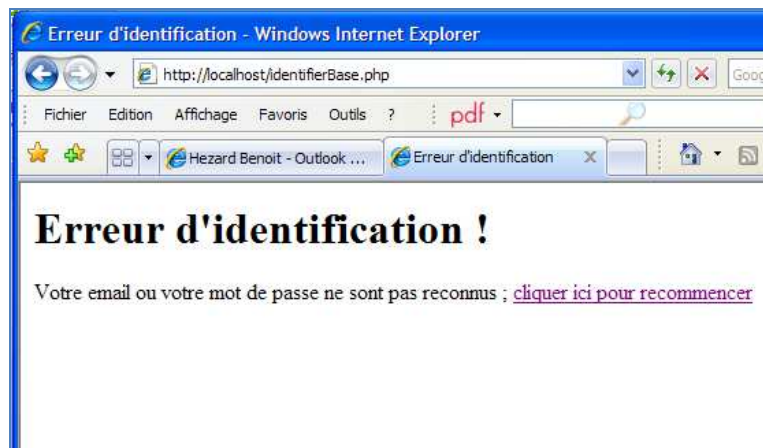 Erreur d'identification - Windows Internet Explorer
http://localhost/identifierBase.php
Goog
Fichier Edition Affichage Favoris Outils ? pdf
Hezard Benoit - Outlook ... Erreur d'identification X
Erreur d'identification !
Votre email ou votre mot de passe ne sont pas reconnus ; cliquer ici pour recommencer